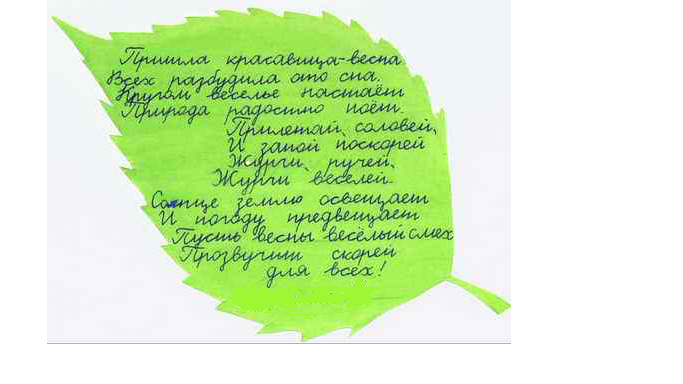 Пришла красавица-весна
Всех разбудила ото сна.
Кругом веселье настаёт
Природа радостно поёт.
Прилетай, соловей,
И запой поскорей
Журчи, ручей,
Журчи веселей.
Солнце землю освещает
И погоду предвещает
Пусть весны весёлый смех
Прозвучит скорей
для всех!